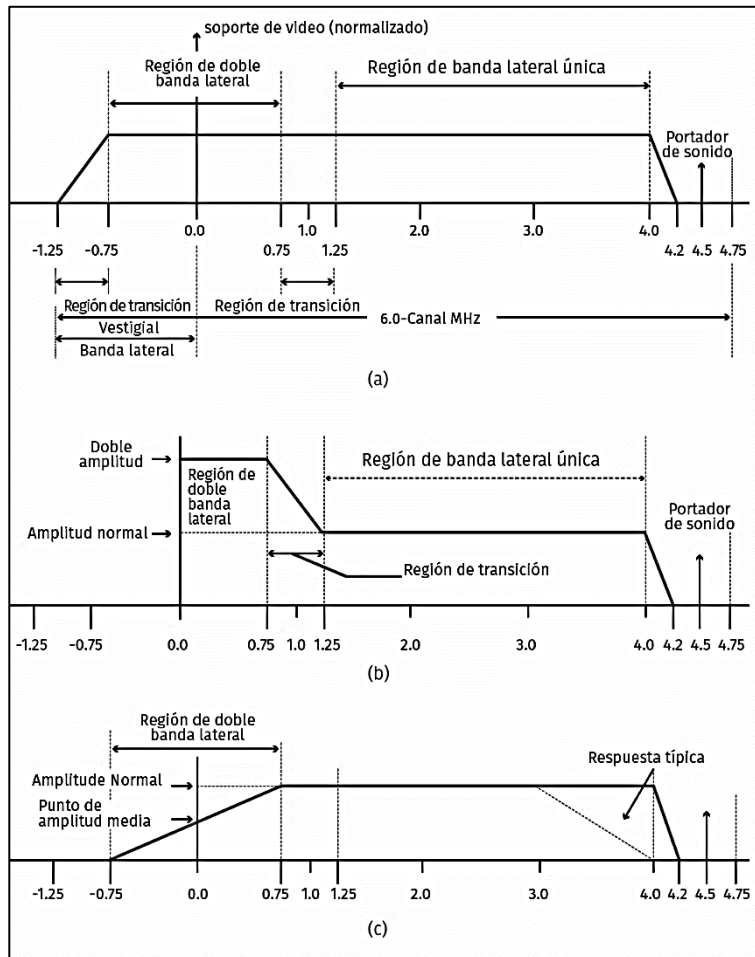 soporte de video (normalizado)
Región de doble
banda lateral
Región de banda lateral única
Portador
de sonido
0.0
1.0
2.0
3.0
4.0
-1.25
-0.75
0.75
1.25
4.2
4.5
4.75
Región de transición
Región de transición
6.0-Canal MHz
Vestigial
Banda lateral
(a)
Doble
amplitud
Región de
doble
banda
lateral
Región de banda lateral única
Portador
de sonido
Amplitud normal
Región de transición
-1.25
-0.75
0.0
0.75
1.0
1.25
2.0
3.0
4.0
4.2
4.5
4.75
(b)
Región de doble
banda lateral
Respuesta típica
Amplitude Normal
Punto de
amplitud media
-1.25
-0.75
0.0
0.75
1.0
1.25
2.0
3.0
4.0
4.2
4.5
4.75
(c)